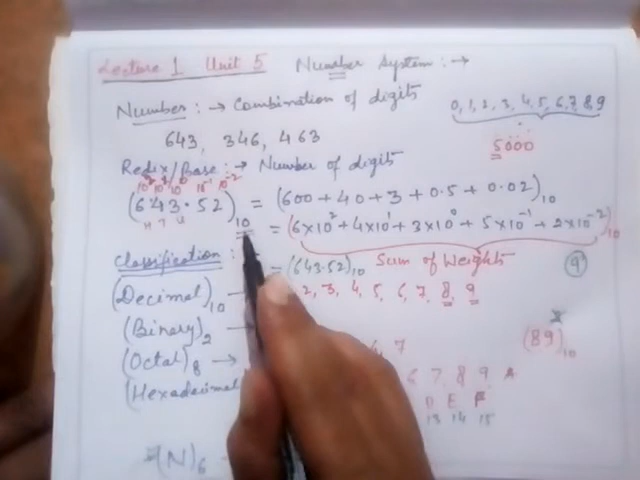 Lecture 1 Unit 5 Number System : →
Number : → Combination of digits 0, 1, 2, 3, 4, 5, 6, 7, 8, 9
643, 346, 463 5000
Redix/Base : → Number of digits
10² 10¹ 10⁰ 10⁻¹ 10⁻²
(643.52)₁₀ = (600 + 40 + 3 + 0.5 + 0.02)₁₀
H T U = (6×10² + 4×10¹ + 3×10⁰ + 5×10⁻¹ + 2×10⁻²)₁₀
Classification : = (643.52)₁₀ Sum of Weights 9
(Decimal)₁₀ → 2, 3, 4, 5, 6, 7, 8, 9
(Binary)₂ → (89)₁₀
(Octal)₈ → 7
(Hexadecimal 7 8 9 A
D E F
13 14 15
(N)₆